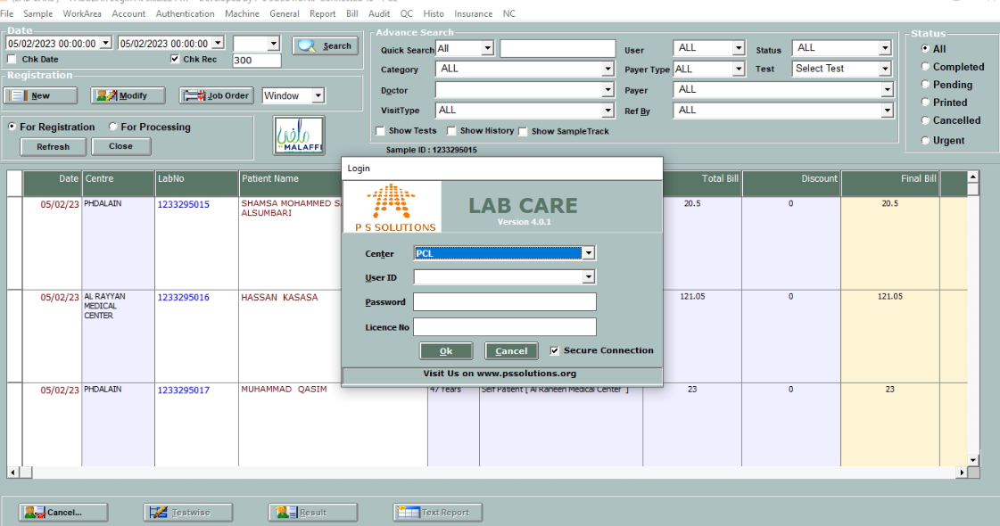 File Sample WorkArea Account Authentication Machine General Report Bill Audit QC Histo Insurance NC
Date
05/02/2023 00:00:00 05/02/2023 00:00:00
Search
Chk Date Chk Rec 300
Registration
New Modify Job Order Window
For Registration For Processing
Refresh Close
ملفي
MALAFFI
Advance Search
Quick Search All User ALL Status ALL
Category ALL Payer Type ALL Test Select Test
Doctor Payer ALL
VisitType ALL Ref By ALL
Show Tests Show History Show SampleTrack
Sample ID : 1233295015
Status
All
Completed
Pending
Printed
Cancelled
Urgent
Date Centre LabNo Patient Name Total Bill Discount Final Bill
05/02/23 PHDALAIN 1233295015 SHAMSA MOHAMMED 20.5 0 20.5
ALSUMBARI
05/02/23 AL RAYYAN 1233295016 HASSAN KASASA 121.05 0 121.05
MEDICAL
CENTER
05/02/23 PHDALAIN 1233295017 MUHAMMAD QASIM 47 Years Self Patient [ Al Raneen Medical Center ] 23 0 23
Login
P S SOLUTIONS
LAB CARE
Version 4.0.1
Center PCL
User ID
Password
Licence No
Ok Cancel Secure Connection
Visit Us on www.pssolutions.org
Cancel... Testwise Result Text Report